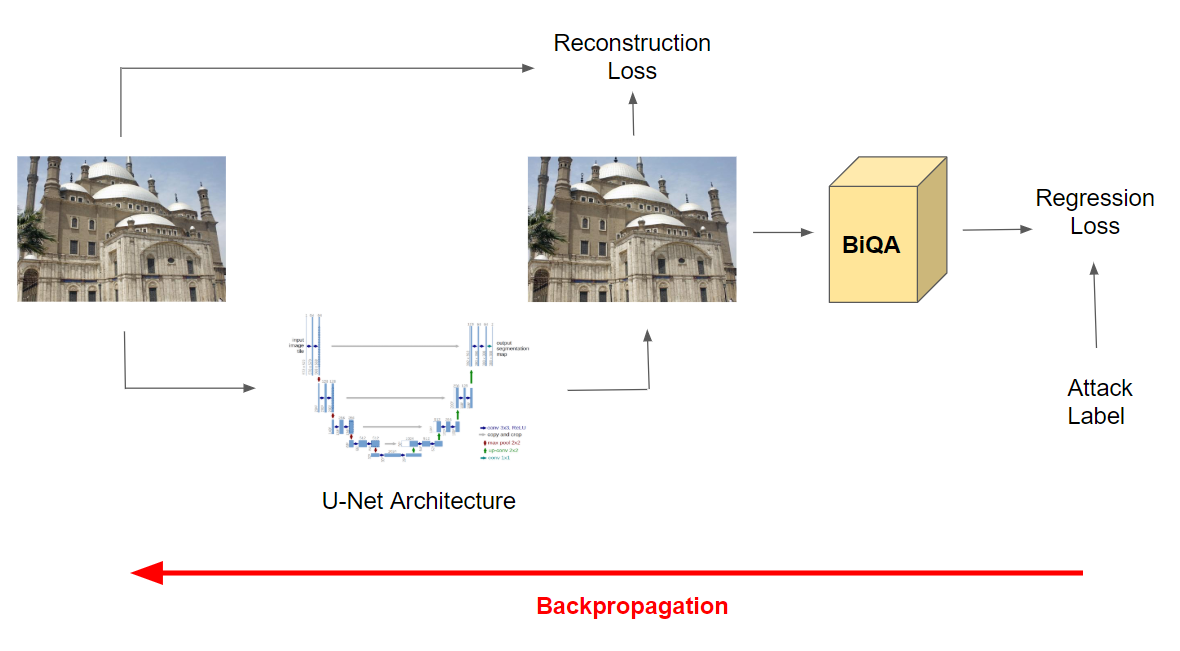 Reconstruction
Loss
BiQA
Regression
Loss
input
image
tile
output
segmentation
map
conv 3x3, ReLU
copy and crop
max pool 2x2
up-conv 2x2
conv 1x1
Attack
Label
U-Net Architecture
Backpropagation